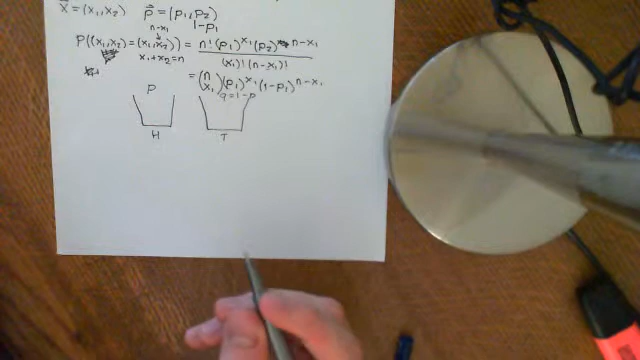 x⃗ = (x₁, x₂) p⃗ = (p₁, p₂)
n-x₁ 1-p₁
P((x₁, x₂) = (x₁, x₂)) = n! (p₁)^x₁ (p₂)^n-x₁
x₁+x₂=n (x₁)! (n-x₁)!
= (n x₁) (p₁)^x₁ (1-p₁)^n-x₁
P q=1-p
H T